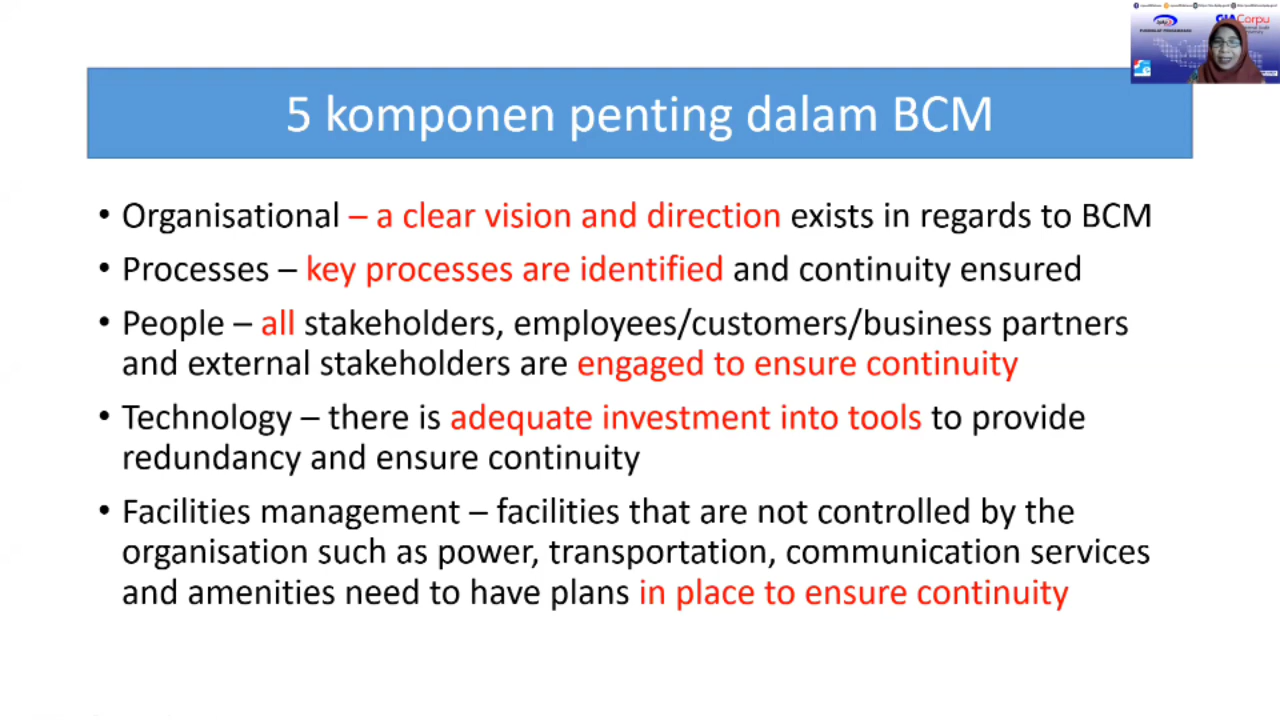 5 komponen penting dalam BCM
• Organisational – a clear vision and direction exists in regards to BCM
• Processes – key processes are identified and continuity ensured
• People – all stakeholders, employees/customers/business partners
and external stakeholders are engaged to ensure continuity
• Technology – there is adequate investment into tools to provide
redundancy and ensure continuity
• Facilities management – facilities that are not controlled by the
organisation such as power, transportation, communication services
and amenities need to have plans in place to ensure continuity
Corpu